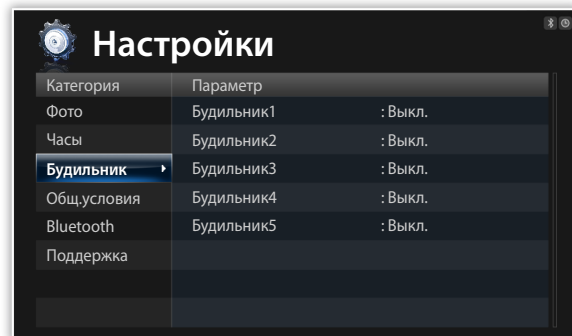 Настройки
Категория Параметр
Фото Будильник1 : Выкл.
Часы Будильник2 : Выкл.
Будильник Будильник3 : Выкл.
Общ.условия Будильник4 : Выкл.
Bluetooth Будильник5 : Выкл.
Поддержка